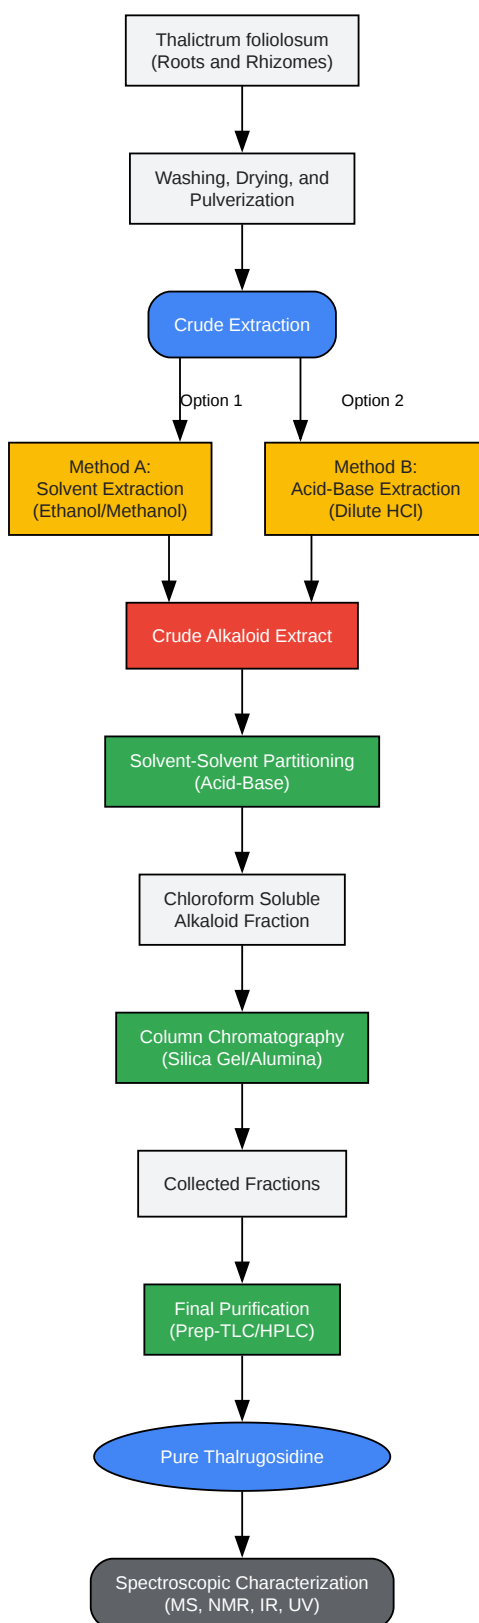 Thalictrum foliolosum
(Roots and Rhizomes)
Washing, Drying, and
Pulverization
Crude Extraction
Option 1
Option 2
Method A:
Solvent Extraction
(Ethanol/Methanol)
Method B:
Acid-Base Extraction
(Dilute HCl)
Crude Alkaloid Extract
Solvent-Solvent Partitioning
(Acid-Base)
Chloroform Soluble
Alkaloid Fraction
Column Chromatography
(Silica Gel/Alumina)
Collected Fractions
Final Purification
(Prep-TLC/HPLC)
Pure Thalrugosidine
Spectroscopic Characterization
(MS, NMR, IR, UV)